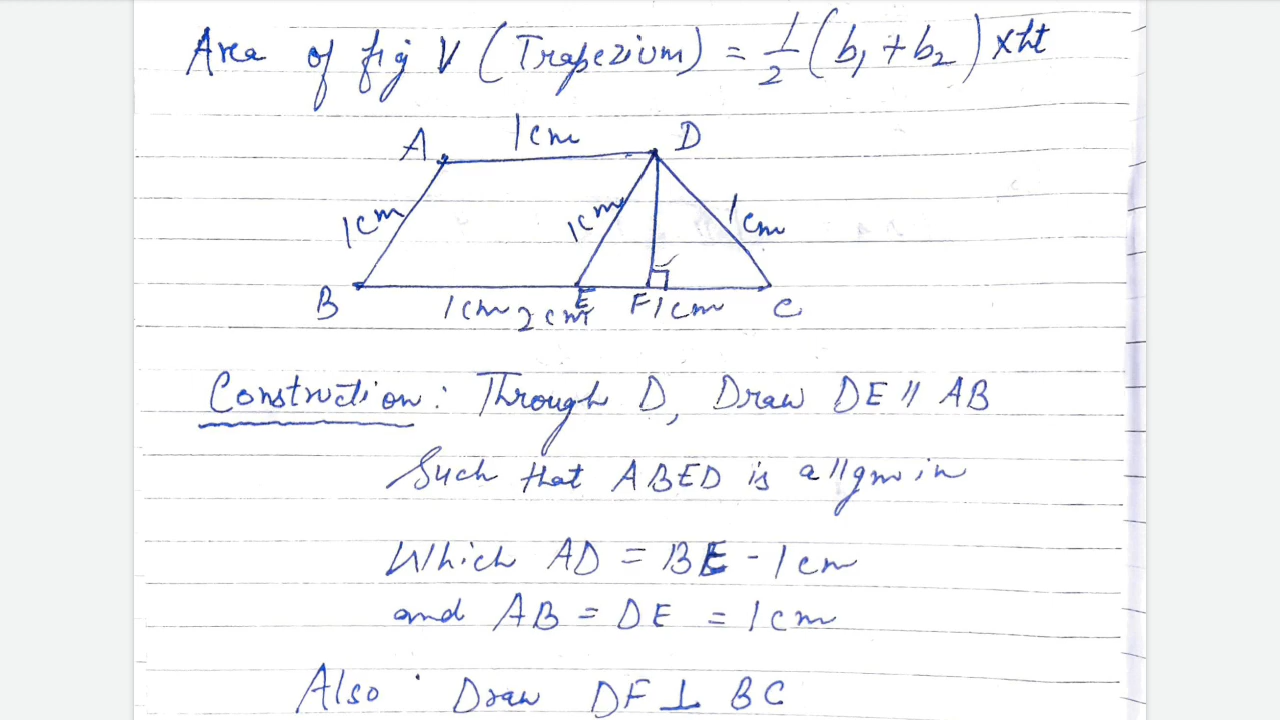 Area of fig V (Trapezium) = 1/2 (b1 + b2) × ht
A 1cm D
1cm 1cm 1cm
B 1cm 2cm E F 1cm C
Construction: Through D, Draw DE // AB
Such that ABED is a //gm in
Which AD = BE - 1cm
and AB = DE = 1cm
Also Draw DF ⊥ BC